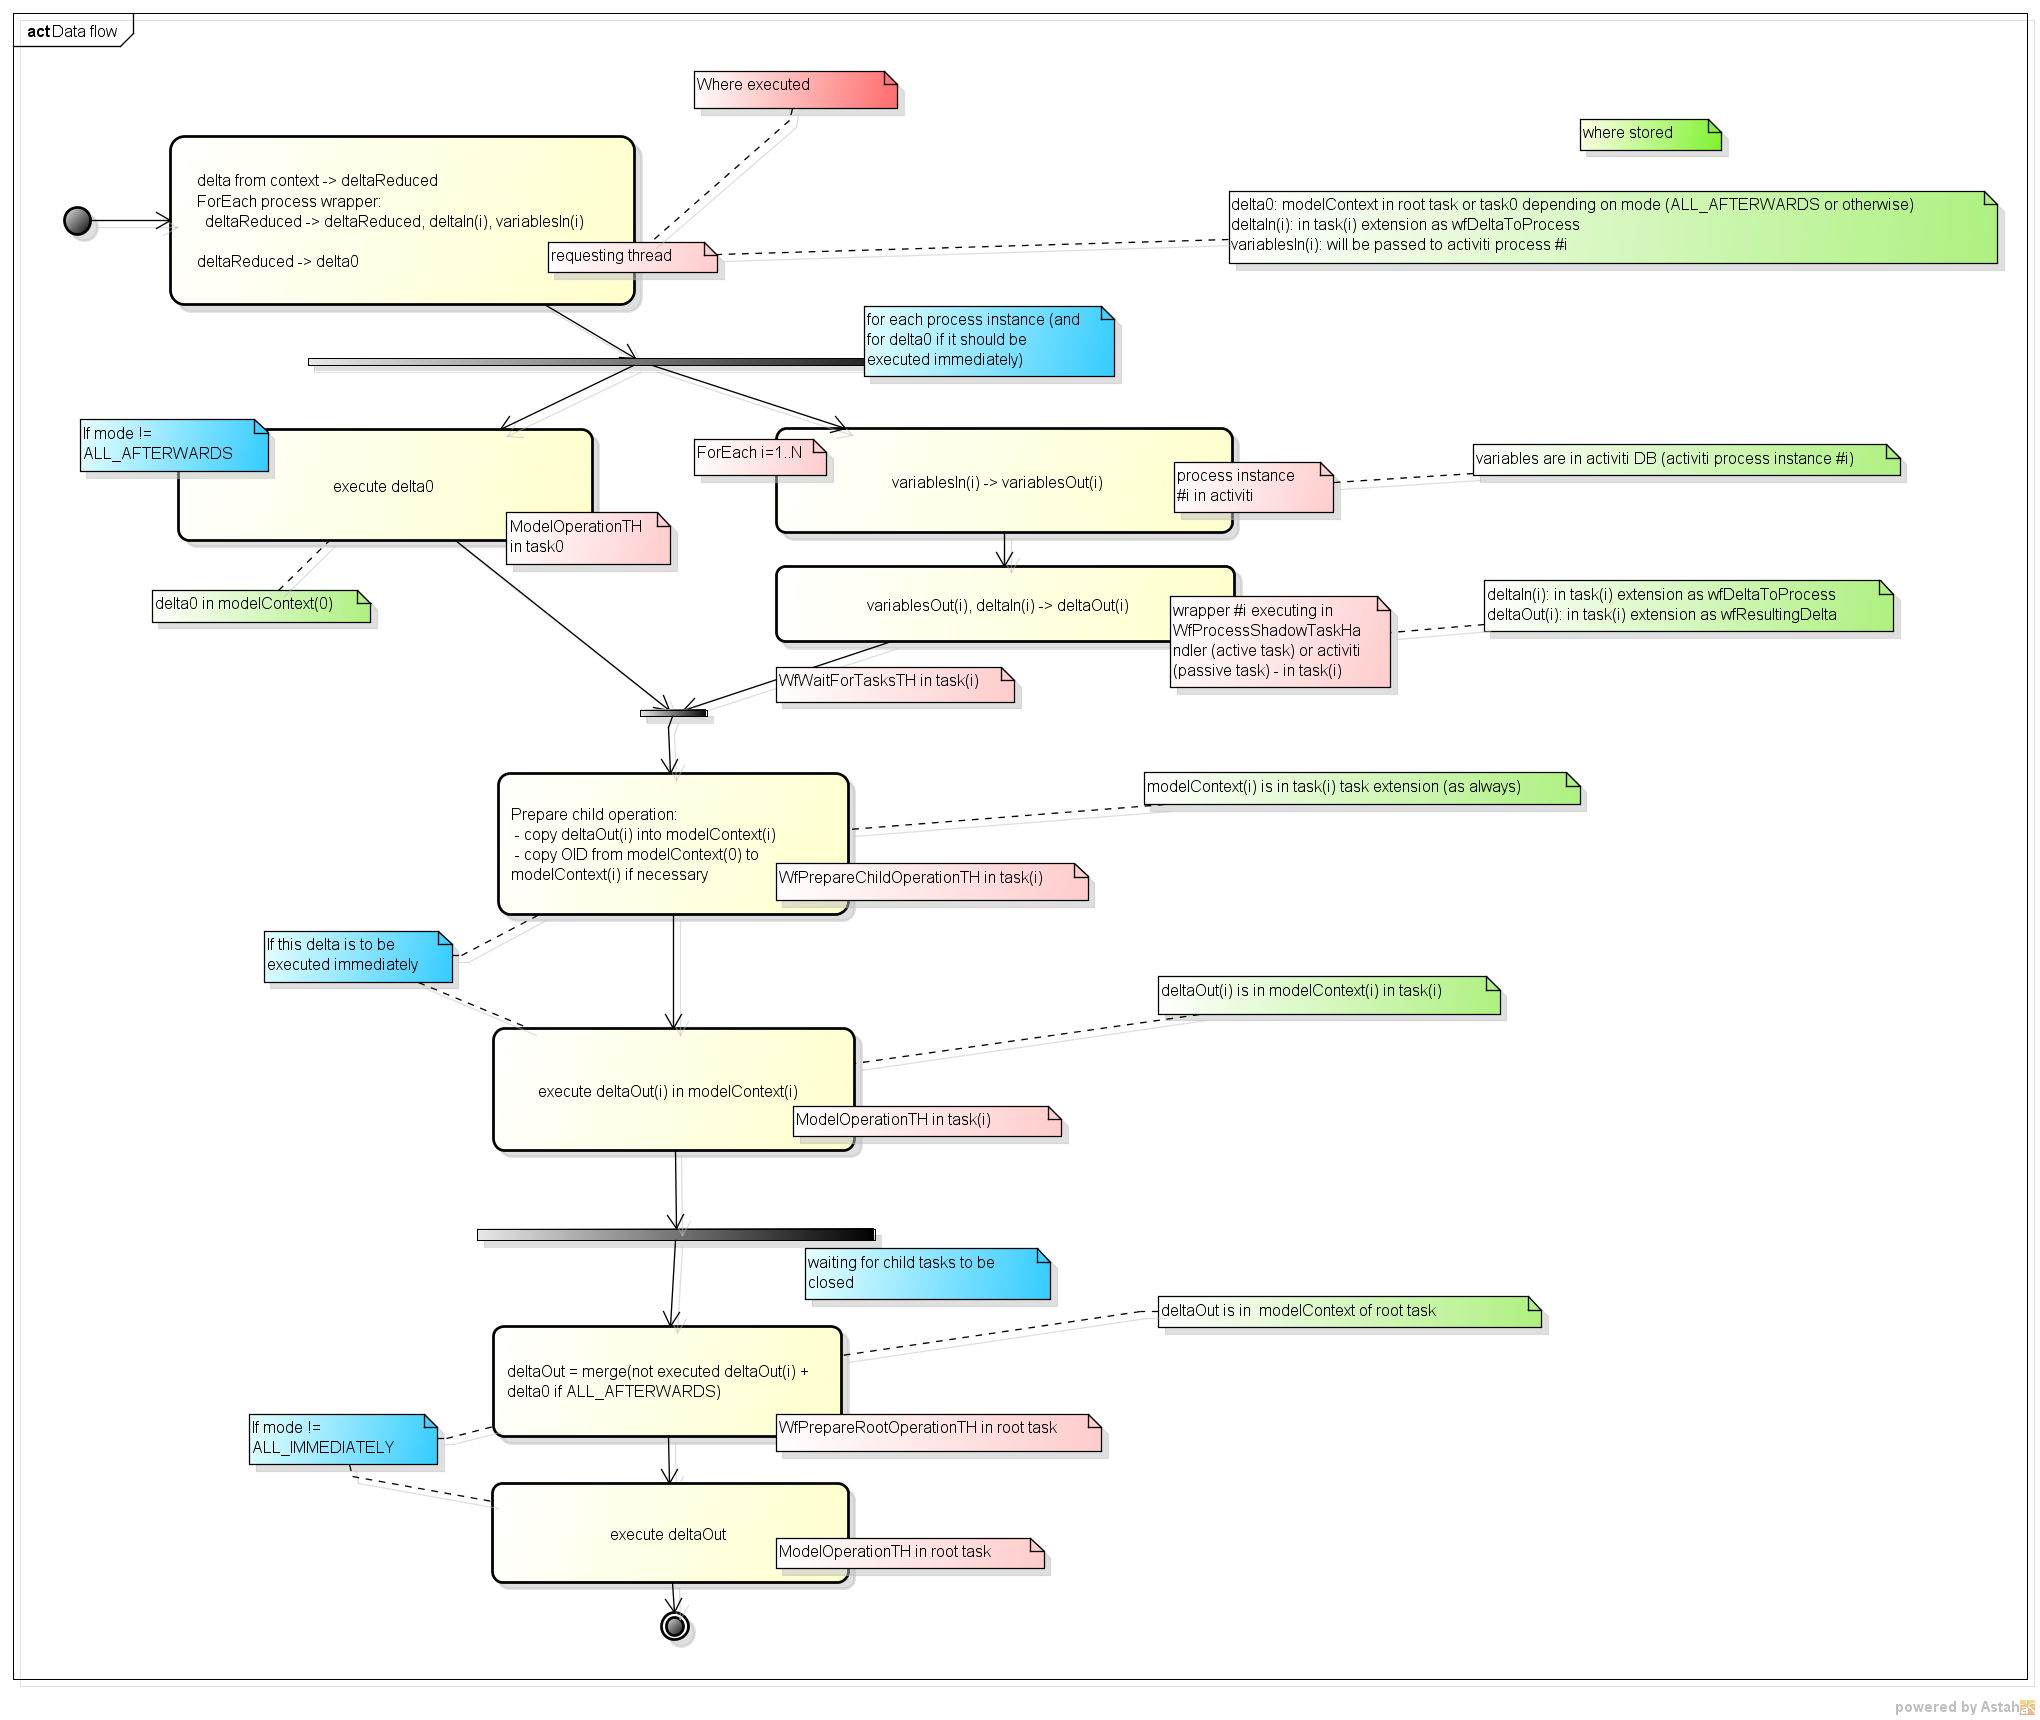 act Data flow
Where executed
where stored
delta from context -> deltaReduced
ForEach process wrapper:
deltaReduced -> deltaReduced, deltaIn(i), variablesIn(i)
deltaReduced -> delta0
requesting thread
delta0: modelContext in root task or task0 depending on mode (ALL_AFTERWARDS or otherwise)
deltaIn(i): in task(i) extension as wfDeltaToProcess
variablesIn(i): will be passed to activiti process #i
for each process instance (and
for delta0 if it should be
executed immediately)
If mode !=
ALL_AFTERWARDS
execute delta0
ModelOperationTH
in task0
delta0 in modelContext(0)
ForEach i=1..N
variablesIn(i) -> variablesOut(i)
process instance
#i in activiti
variables are in activiti DB (activiti process instance #i)
variablesOut(i), deltaIn(i) -> deltaOut(i)
wrapper #i executing in
WfProcessShadowTaskHa
ndler (active task) or activiti
(passive task) - in task(i)
deltaIn(i): in task(i) extension as wfDeltaToProcess
deltaOut(i): in task(i) extension as wfResultingDelta
WfWaitForTasksTH in task(i)
Prepare child operation:
- copy deltaOut(i) into modelContext(i)
- copy OID from modelContext(0) to
modelContext(i) if necessary
modelContext(i) is in task(i) task extension (as always)
WfPrepareChildOperationTH in task(i)
If this delta is to be
executed immediately
deltaOut(i) is in modelContext(i) in task(i)
execute deltaOut(i) in modelContext(i)
ModelOperationTH in task(i)
waiting for child tasks to be
closed
deltaOut is in  modelContext of root task
deltaOut = merge(not executed deltaOut(i) +
delta0 if ALL_AFTERWARDS)
WfPrepareRootOperationTH in root task
If mode !=
ALL_IMMEDIATELY
execute deltaOut
ModelOperationTH in root task
powered by Astah